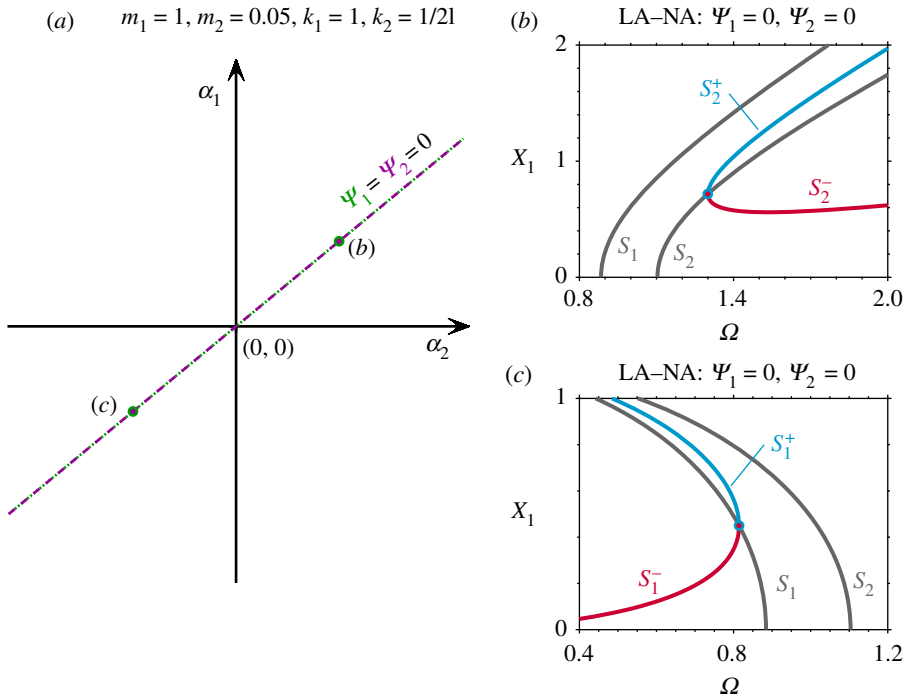 (a) m₁ = 1, m₂ = 0.05, k₁ = 1, k₂ = 1/2l
α₁
Ψ₁ = Ψ₂ = 0
(b)
(0, 0)
α₂
(c)
(b) LA–NA: Ψ₁ = 0, Ψ₂ = 0
2
S₂⁺
X₁
1
S₂⁻
S₁
S₂
0
0.8 1.4 2.0
Ω
(c) LA–NA: Ψ₁ = 0, Ψ₂ = 0
1
S₁⁺
X₁
S₁⁻
S₁
S₂
0
0.4 0.8 1.2
Ω